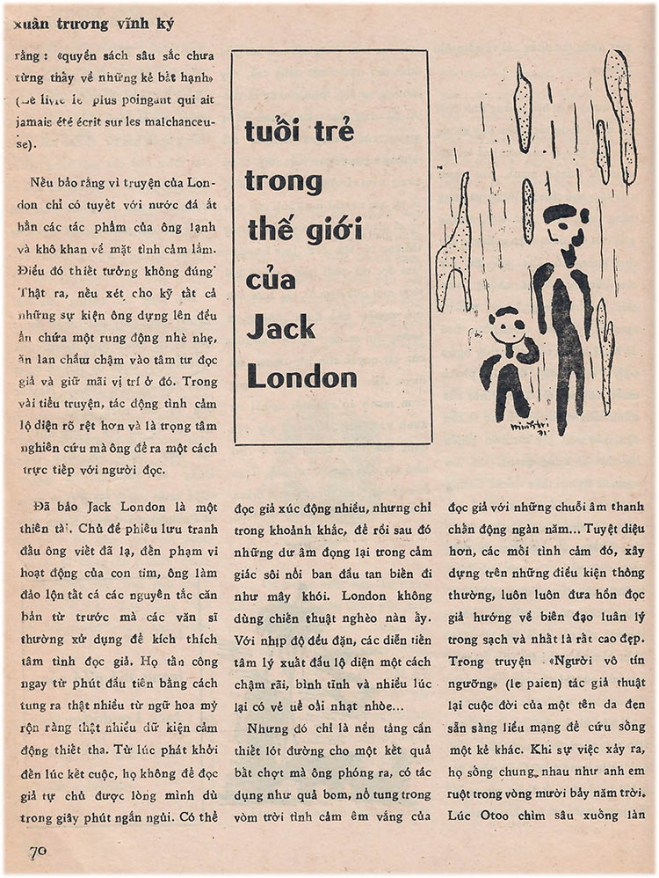 xuân trương vĩnh ký
rằng : «quyển sách sâu sắc chưa
từng thấy về những kẻ bất hạnh»
(Le livre le plus poingant qui ait
jamais été écrit sur les malchanceu-
se).
Nếu bảo rằng vì truyện của Lon-
don chỉ có tuyết với nước đá ắt
hẳn các tác phẩm của ông lạnh
và khô khan về mặt tình cảm lắm.
Điều đó thiết tưởng không đúng
Thật ra, nếu xét cho kỹ tất cả
những sự kiện ông dựng lên đều
ẩn chứa một rung động nhè nhẹ,
ăn lan chầm chậm vào tâm tư đọc
giả và giữ mãi vị trí ở đó. Trong
vài tiểu truyện, tác động tình cảm
lộ diện rõ rệt hơn và là trọng tâm
nghiên cứu mà ông đề ra một cách
trực tiếp với người đọc.
tuổi trẻ
trong
thế giới
của
Jack
London
Đã bảo Jack London là một
thiên tài. Chủ đề phiêu lưu tranh
đấu ông viết đã lạ, đến phạm vi
hoạt động của con tim, ông làm
đảo lộn tất cả các nguyên tắc căn
bản từ trước mà các văn sĩ
thường xử dụng để kích thích
tâm tình đọc giả. Họ tấn công
ngay từ phút đầu tiên bằng cách
tung ra thật nhiều từ ngữ hoa mỹ
rộn ràng thật nhiều dữ kiện cảm
động thiết tha. Từ lúc phát khởi
đến lúc kết cuộc, họ không để đọc
giả tự chủ được lòng mình dù
trong giây phút ngắn ngủi. Có thể
đọc giả xúc động nhiều, nhưng chỉ
trong khoảnh khắc, để rồi sau đó
những dư âm đọng lại trong cảm
giác sôi nổi ban đầu tan biến đi
như mây khói. London không
dùng chiến thuật nghèo nàn ấy.
Với nhịp độ đều đặn, các diễn tiến
tâm lý xuất đầu lộ diện một cách
chậm rãi, bình tĩnh và nhiều lúc
lại có vẻ uể oải nhạt nhòe...
Nhưng đó chỉ là nền tảng cần
thiết lót đường cho một kết quả
bất chợt mà ông phóng ra, có tác
dụng như quả bom, nổ tung trong
vòm trời tình cảm êm vắng của
đọc giả với những chuỗi âm thanh
chấn động ngàn năm... Tuyệt diệu
hơn, các mối tình cảm đó, xây
dựng trên những điều kiện thông
thường, luôn luôn đưa hồn đọc
giả hướng về biên đạo luân lý
trong sạch và nhất là rất cao đẹp.
Trong truyện «Người vô tín
ngưỡng» (le paien) tác giả thuật
lại cuộc đời của một tên da đen
sẵn sàng liều mạng để cứu sống
một kẻ khác. Khi sự việc xảy ra,
họ sống chung nhau như anh em
ruột trong vòng mười bảy năm trời.
Lúc Otoo chìm sâu xuống làn
70